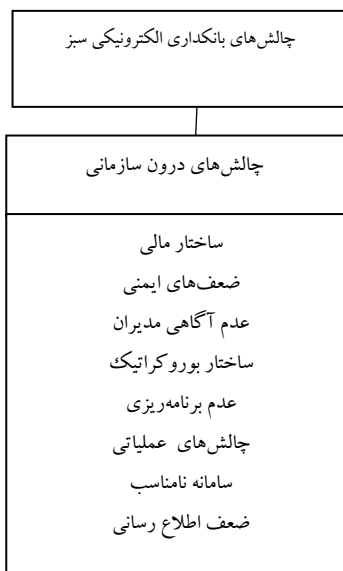 چالش‌های بانکداری الکترونیکی سبز
چالش‌های درون سازمانی
ساختار مالی
ضعف‌های ایمنی
عدم آگاهی مدیران
ساختار بوروکراتیک
عدم برنامه‌ریزی
چالش‌های عملیاتی
سامانه نامناسب
ضعف اطلاع رسانی